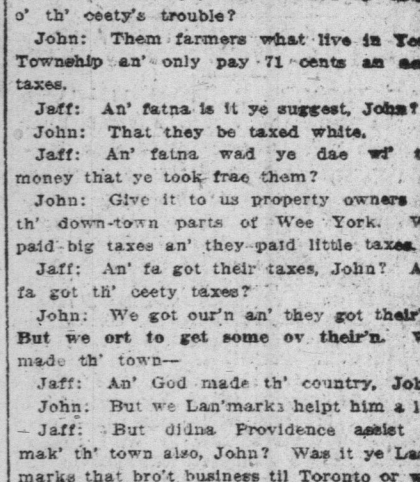 o' th' ceety's trouble?
John: Them farmers what live in
Township an' only pay 71 cents an
taxes.
Jaff: An' fatna is it ye suggest, John?
John: That they be taxed white.
Jaff: An' fatna wad ye dae wi'
money that ye took frae them?
John: Give it to us property owners
th' down-town parts of Wee York.
paid big taxes an' they paid little taxes.
Jaff: An' fa got their taxes, John?
fa got th' ceety taxes?
John: We got our'n an' they got their'
But we ort to get some ov their'n.
made th' town—
Jaff: An' God made th' country,
John: But we Lan'marks helpt him a
Jaff: But didna Providence assist
mak' th' town also, John? Was it ye
marks that bro't business til Toronto or